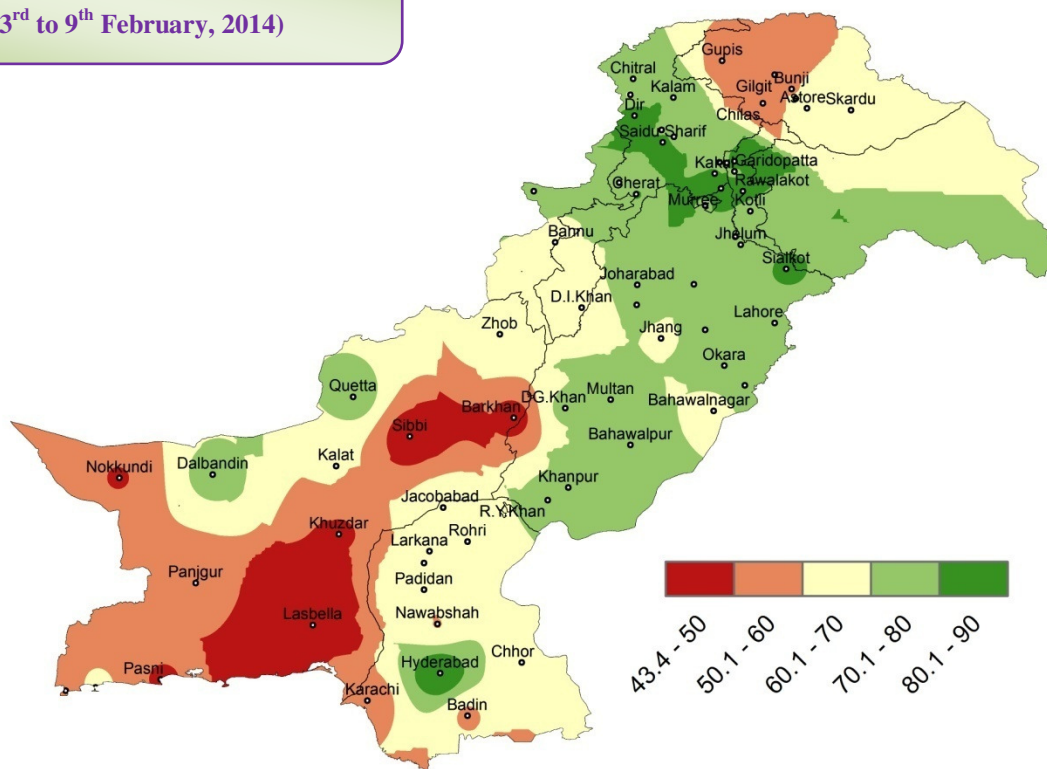 3rd to 9th February, 2014)
Gupis
Chitral
Bunji
Kalam
Gilgit
Astore
Skardu
Dir
Chilas
Saidu Sharif
Garidopatta
Rawalakot
Cherat
Murree
Kotli
Bannu
Jhelum
Sialkot
Joharabad
D.I.Khan
Lahore
Zhob
Jhang
Okara
Quetta
Multan
D.G.Khan
Bahawalnagar
Barkhan
Sibbi
Bahawalpur
Kalat
Nokkundi
Dalbandin
Khanpur
Jacobabad
R.Y.Khan
Khuzdar
Rohri
Larkana
Panjgur
Padidan
Nawabshah
Lasbella
Chhor
Hyderabad
Pasni
Karachi
Badin
43.4 - 50
50.1 - 60
60.1 - 70
70.1 - 80
80.1 - 90